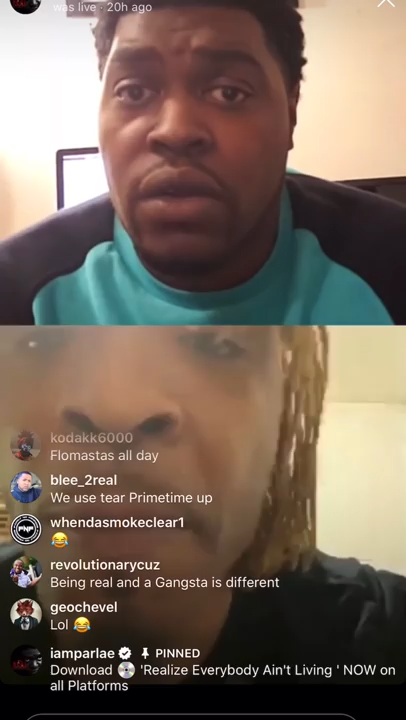 was live · 20h ago
kodakk6000
Flomastas all day
blee_2real
We use tear Primetime up
whendasmokeclear1
😂
revolutionarycuz
Being real and a Gangsta is different
geochevel
Lol 😂
iamparlae PINNED
Download 💿 'Realize Everybody Ain't Living ' NOW on
all Platforms